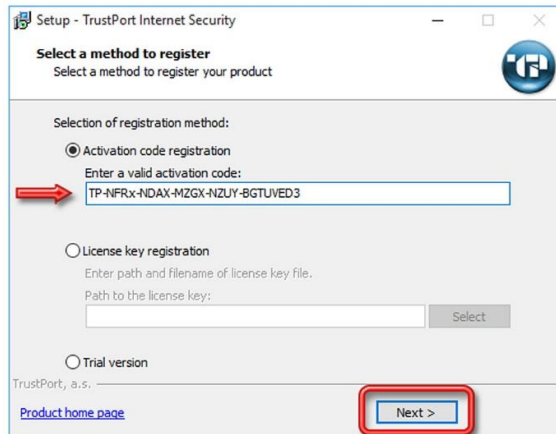 Setup - TrustPort Internet Security
Select a method to register
Select a method to register your product
Selection of registration method:
Activation code registration
Enter a valid activation code:
TP-NFRx-NDAX-MZGX-NZUY-BGTUVED3
License key registration
Enter path and filename of license key file.
Path to the license key:
Select
Trial version
TrustPort, a.s.
Product home page
Next >